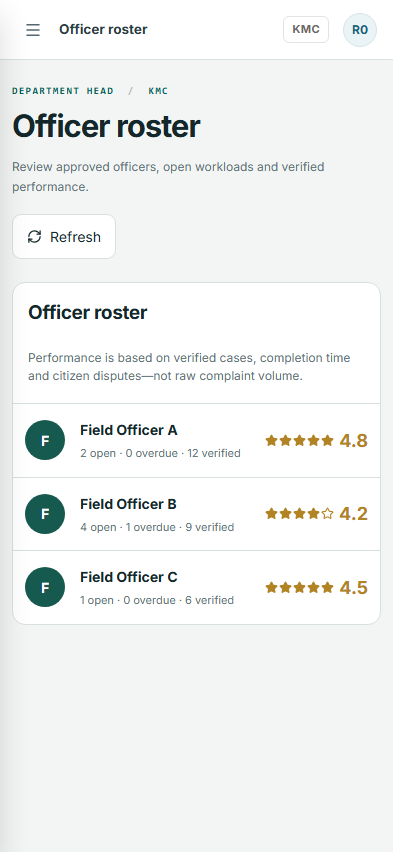 Officer roster
KMC
RO
DEPARTMENT HEAD / KMC
Officer roster
Review approved officers, open workloads and verified
performance.
Refresh
Officer roster
Performance is based on verified cases, completion time
and citizen disputes—not raw complaint volume.
F
Field Officer A
2 open · 0 overdue · 12 verified
4.8
F
Field Officer B
4 open · 1 overdue · 9 verified
4.2
F
Field Officer C
1 open · 0 overdue · 6 verified
4.5